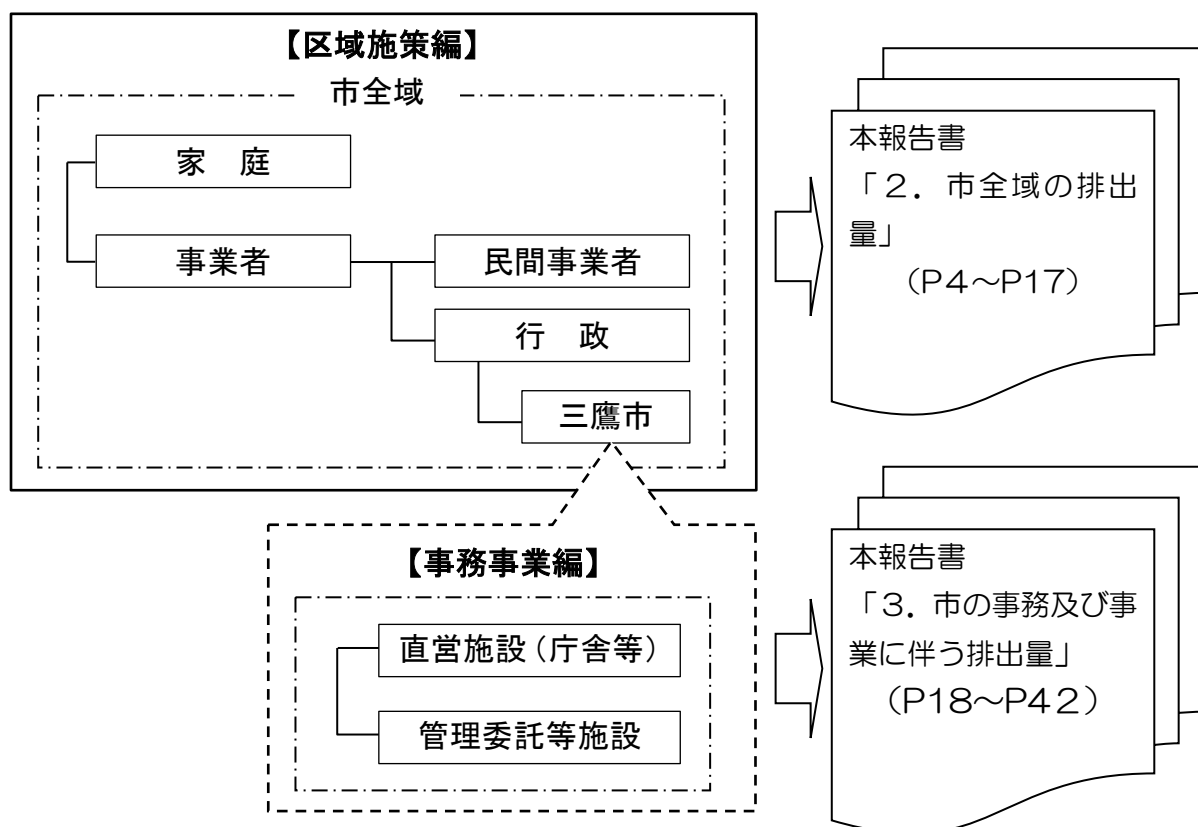 【区域施策編】
市全域
家　庭
事業者
民間事業者
行　政
三鷹市
本報告書
「２．市全域の排出
量」
（P4～P17）
【事務事業編】
直営施設（庁舎等）
管理委託等施設
本報告書
「３．市の事務及び事
業に伴う排出量」
（P18～P42）